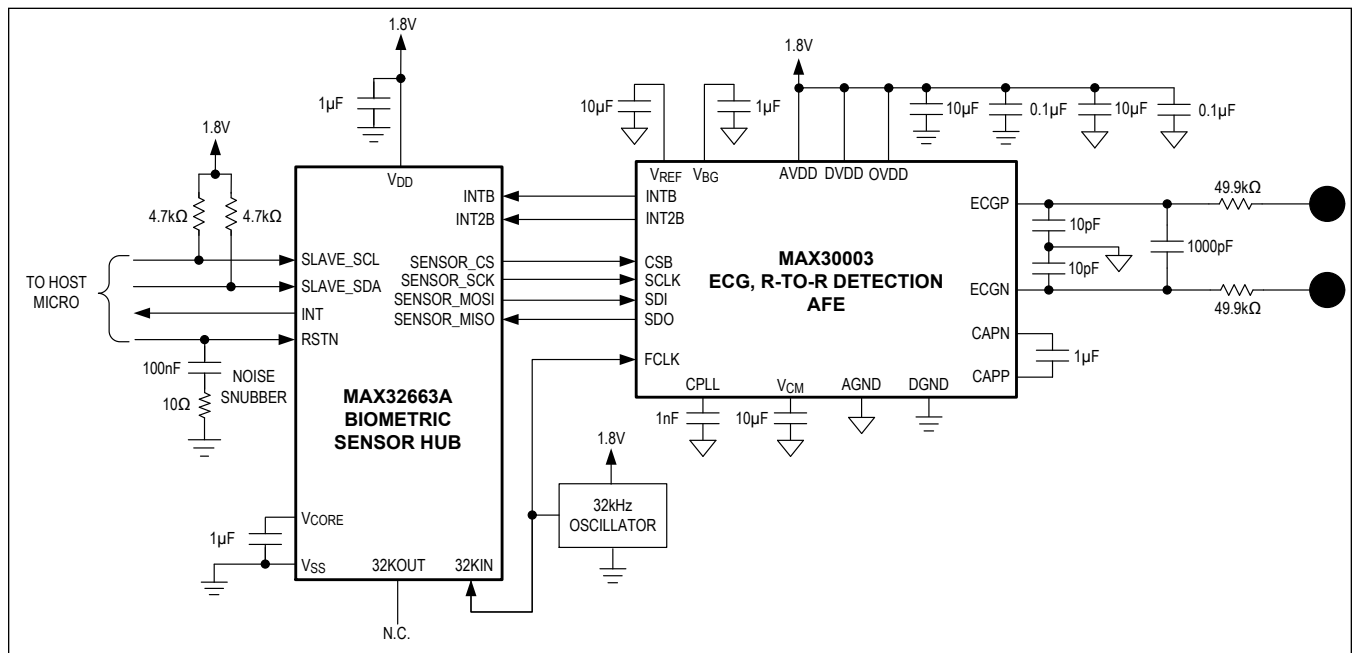 1.8V
1µF
1.8V
4.7kΩ
4.7kΩ
TO HOST
MICRO
100nF
NOISE
SNUBBER
10Ω
1µF
VDD
SLAVE_SCL
SLAVE_SDA
INT
RSTN
INTB
INT2B
SENSOR_CS
SENSOR_SCK
SENSOR_MOSI
SENSOR_MISO
MAX32663A
BIOMETRIC
SENSOR HUB
VCORE
VSS
32KOUT
32KIN
N.C.
1.8V
32kHz
OSCILLATOR
10µF
1µF
1.8V
10µF
0.1µF
10µF
0.1µF
VREF
VBG
AVDD
DVDD
OVDD
INTB
INT2B
CSB
SCLK
SDI
SDO
FCLK
MAX30003
ECG, R-TO-R DETECTION
AFE
ECGP
ECGN
CAPN
CAPP
CPLL
VCM
AGND
DGND
1nF
10µF
49.9kΩ
10pF
10pF
1000pF
49.9kΩ
1µF